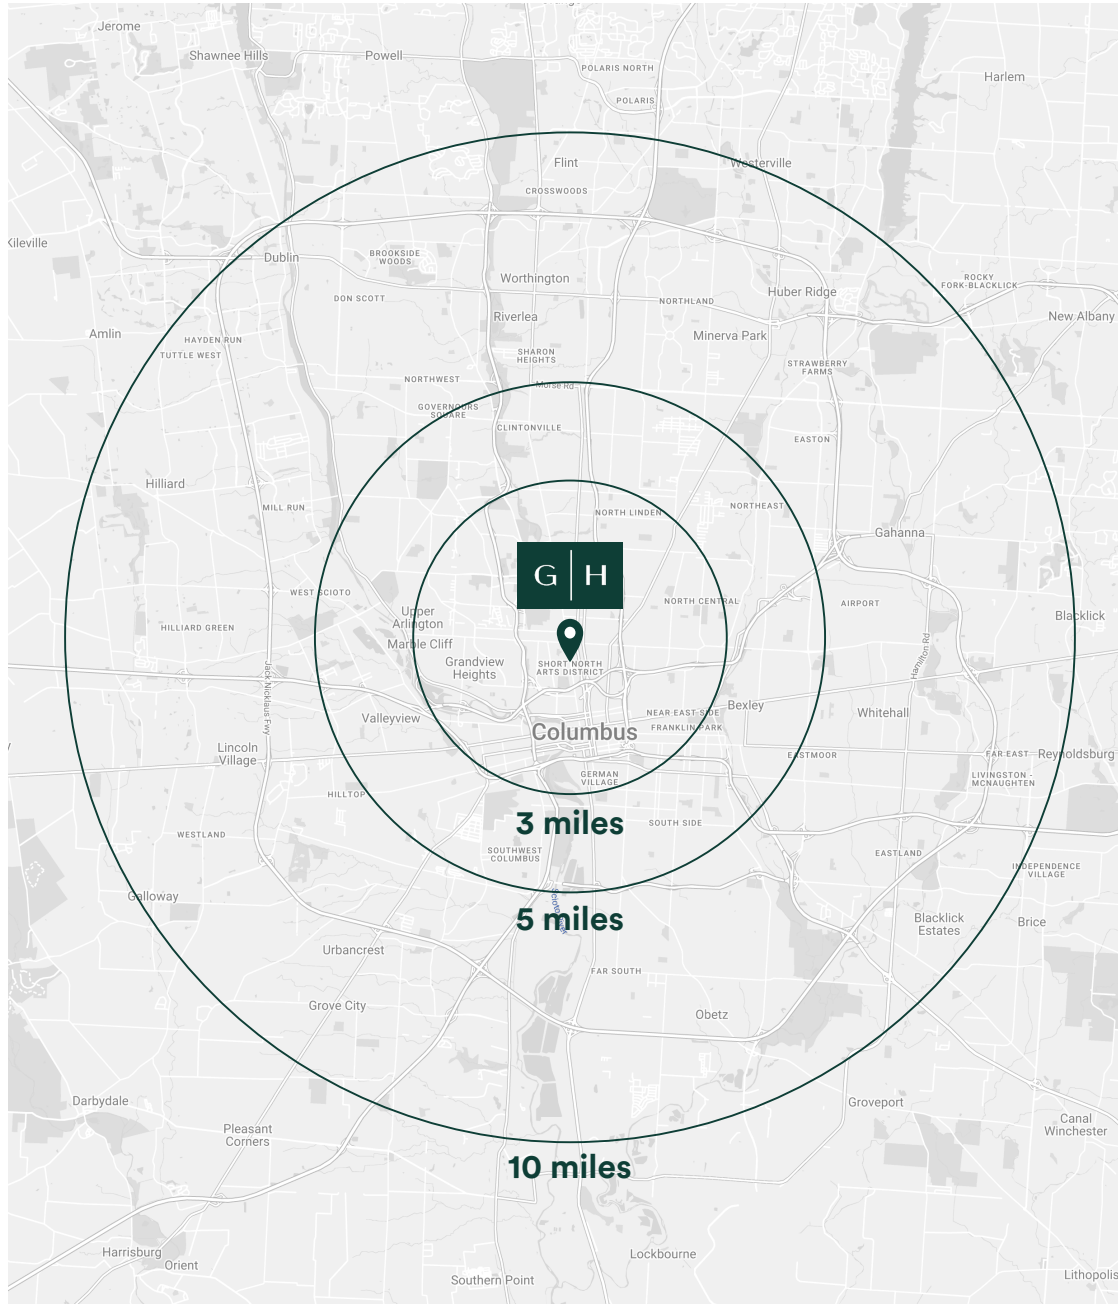 Jerome
Shawnee Hills
Powell
POLARIS NORTH
Harlem
POLARIS
Flint
Westerville
CROSSWOODS
Kileville
Dublin
BROOKSIDE
WOODS
Worthington
ROCKY
FORK-BLACKLICK
Huber Ridge
DON SCOTT
NORTHLAND
Riverlea
New Albany
Amlin
HAYDEN RUN
Minerva Park
TUTTLE WEST
SHARON
HEIGHTS
STRAWBERRY
FARMS
NORTHWEST
Morse Rd
GOVERNORS
SQUARE
CLINTONVILLE
EASTON
Hilliard
MILL RUN
NORTH LINDEN
NORTHEAST
Gahanna
G | H
WEST SCIOTO
NORTH CENTRAL
AIRPORT
Upper
Arlington
Blacklick
HILLIARD GREEN
Marble Cliff
Hamilton Rd
Grandview
Heights
SHORT NORTH
ARTS DISTRICT
Jack Nicklaus Fwy
Valleyview
NEAR EAST SIDE
Bexley
Whitehall
FRANKLIN PARK
Columbus
Lincoln
Village
EASTMOOR
FAR EAST
Reynoldsburg
GERMAN
VILLAGE
LIVINGSTON -
MCNAUGHTEN
HILLTOP
3 miles
SOUTH SIDE
WESTLAND
SOUTHWEST
COLUMBUS
EASTLAND
INDEPENDENCE
VILLAGE
Galloway
5 miles
Blacklick
Estates
Brice
Urbancrest
FAR SOUTH
Grove City
Obetz
Darbydale
Groveport
Pleasant
Corners
Canal
Winchester
10 miles
Harrisburg
Orient
Lockbourne
Southern Point
Lithopolis